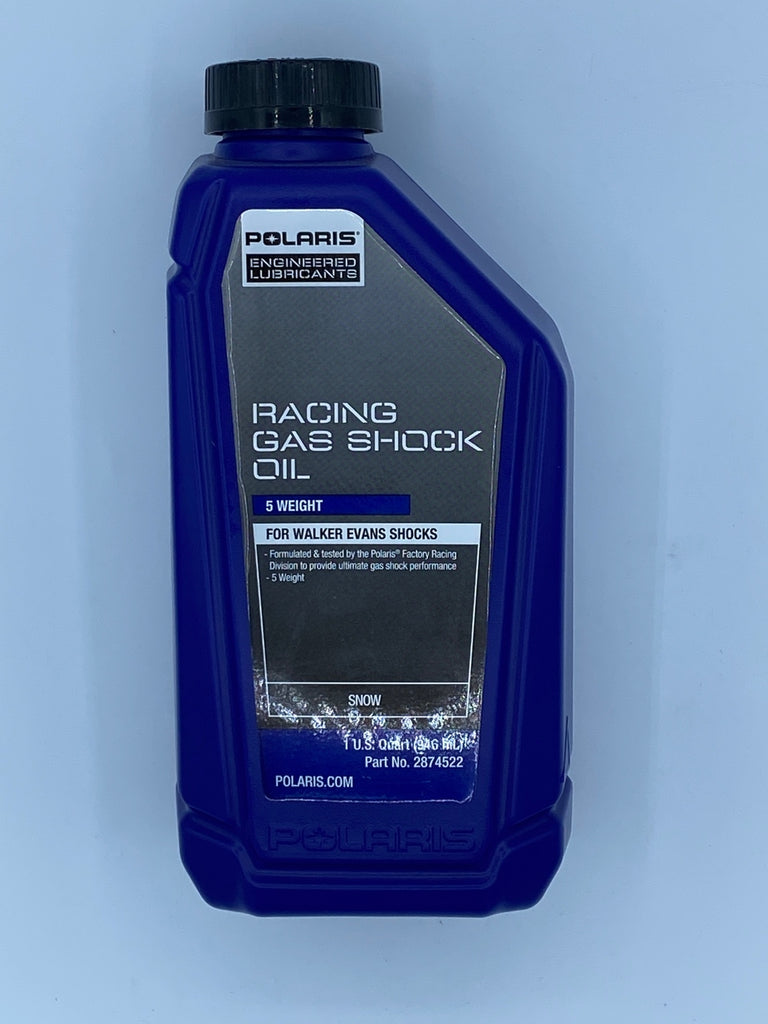 POLARIS®
ENGINEERED
LUBRICANTS
RACING
GAS SHOCK
OIL
5 WEIGHT
FOR WALKER EVANS SHOCKS
- Formulated & tested by the Polaris® Factory Racing
Division to provide ultimate gas shock performance
- 5 Weight
SNOW
1 U.S. Quart (946 mL)
Part No. 2874522
POLARIS.COM
POLARIS